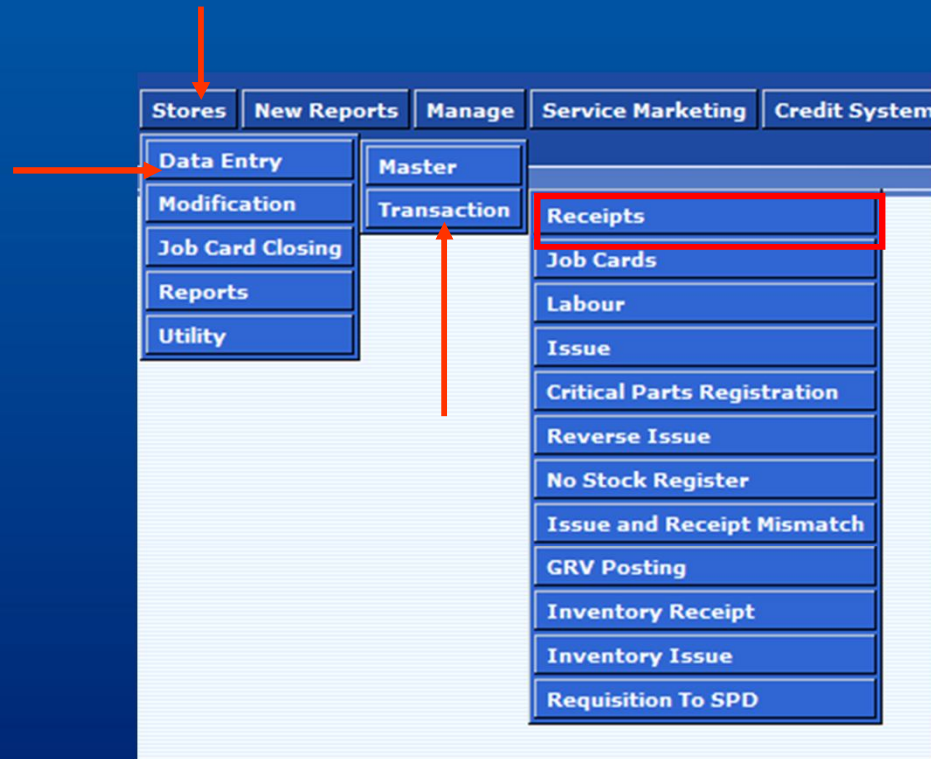 Stores New Reports Manage Service Marketing Credit System
Data Entry
Modification
Job Card Closing
Reports
Utility
Master
Transaction
Receipts
Job Cards
Labour
Issue
Critical Parts Registration
Reverse Issue
No Stock Register
Issue and Receipt Mismatch
GRV Posting
Inventory Receipt
Inventory Issue
Requisition To SPD